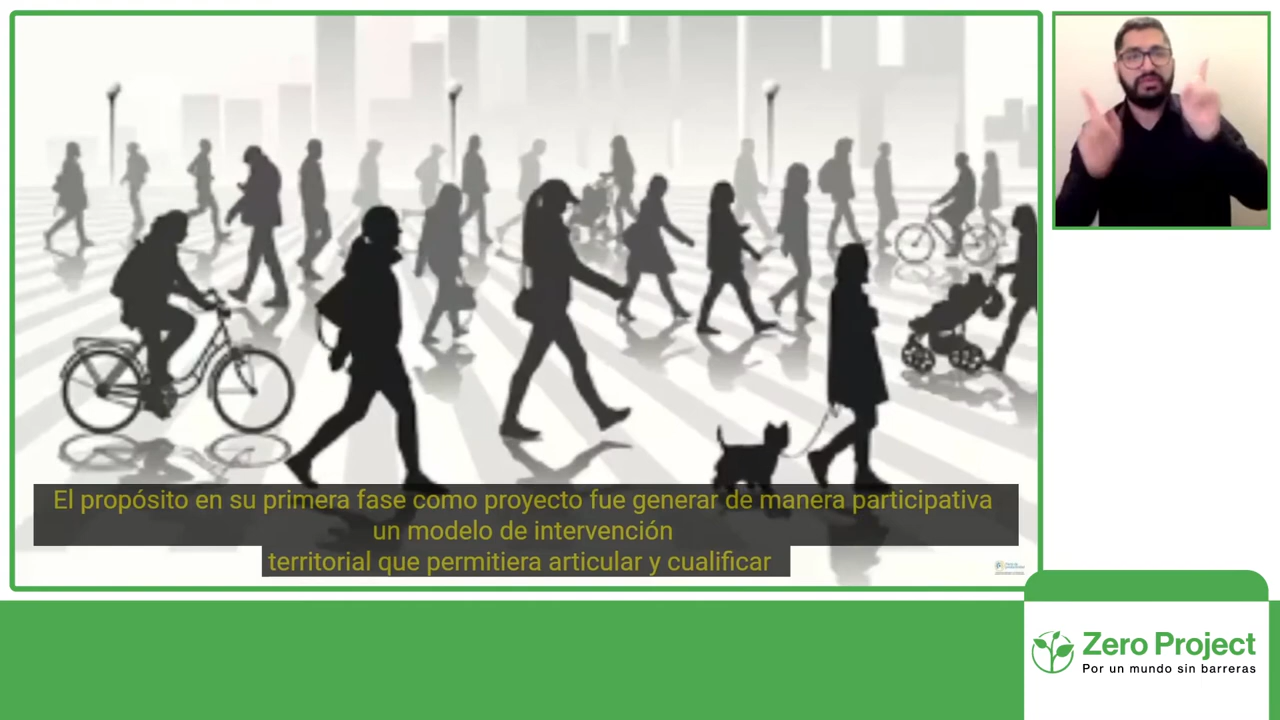 El propósito en su primera fase como proyecto fue generar de manera participativa
un modelo de intervención
territorial que permitiera articular y cualificar
Zero Project
Por un mundo sin barreras